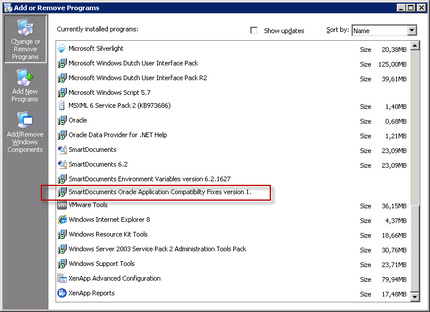 Add or Remove Programs
Change or
Remove
Programs
Add New
Programs
Add/Remove
Windows
Components
Currently installed programs:
Show updates
Sort by: Name
Microsoft Silverlight Size 20,38MB
Microsoft Windows Dutch User Interface Pack Size 125,00MB
Microsoft Windows Dutch User Interface Pack R2 Size 39,61MB
Microsoft Windows Script 5.7
MSXML 6 Service Pack 2 (KB973686) Size 1,40MB
Oracle Size 0,68MB
Oracle Data Provider for .NET Help Size 1,21MB
SmartDocuments Size 23,09MB
SmartDocuments 6.2 Size 23,09MB
SmartDocuments Environment Variables version 6.2.1627
SmartDocuments Oracle Application Compatibilty Fixes version 1.
VMware Tools Size 36,15MB
Windows Internet Explorer 8 Size 4,37MB
Windows Resource Kit Tools Size 18,66MB
Windows Server 2003 Service Pack 2 Administration Tools Pack Size 30,76MB
Windows Support Tools Size 23,71MB
XenApp Advanced Configuration Size 79,94MB
XenApp Reports Size 17,48MB